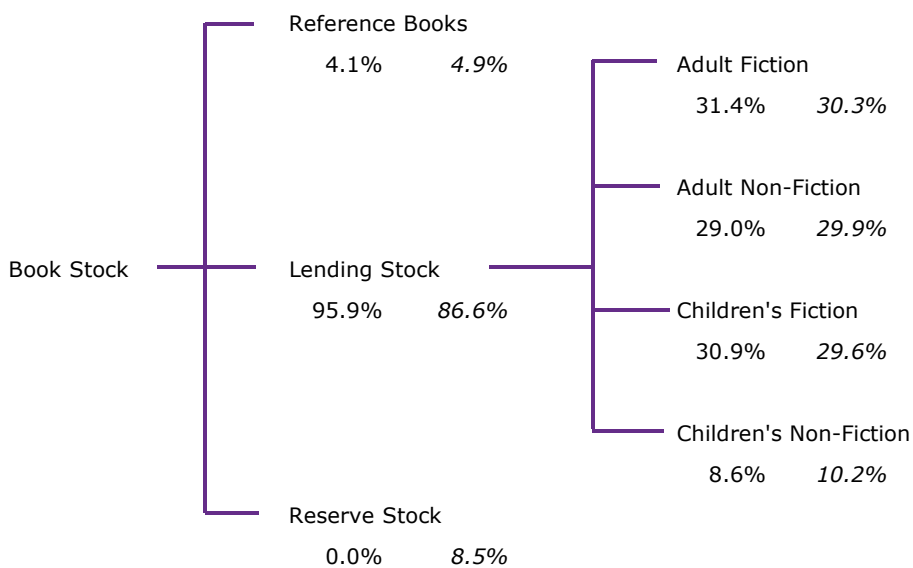 Reference Books
4.1% 4.9%
Adult Fiction
31.4% 30.3%
Adult Non-Fiction
29.0% 29.9%
Book Stock
Lending Stock
95.9% 86.6%
Children's Fiction
30.9% 29.6%
Children's Non-Fiction
8.6% 10.2%
Reserve Stock
0.0% 8.5%